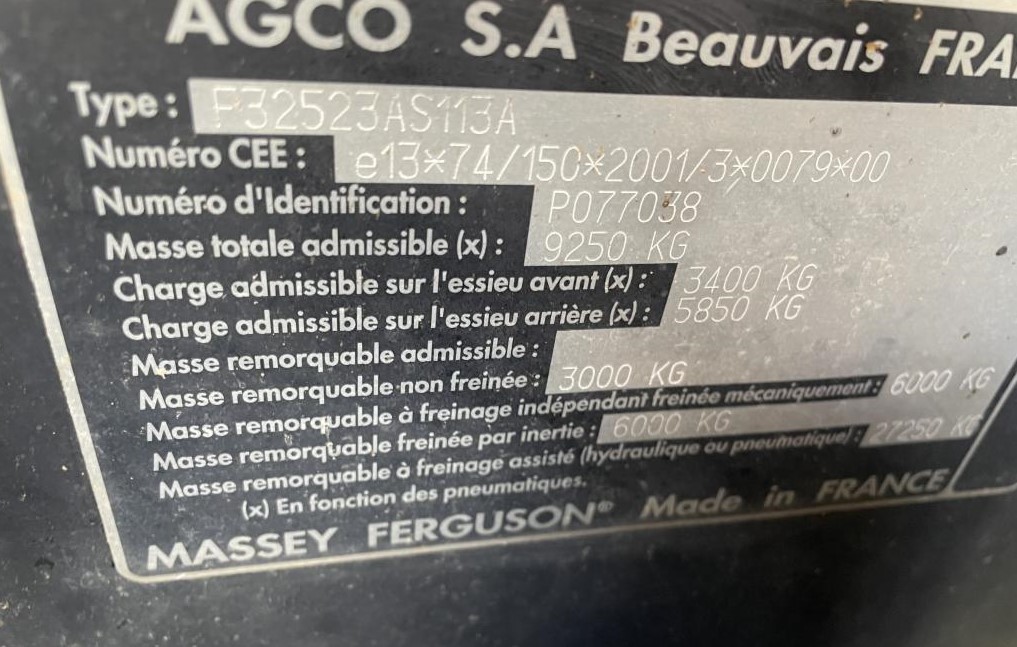 AGCO S.A Beauvais FRA
Type : P32523AS113A
Numéro CEE : e13*74/150*2001/3*0079*00
Numéro d'Identification : P077038
Masse totale admissible (x) : 9250 KG
Charge admissible sur l'essieu avant (x) : 3400 KG
Charge admissible sur l'essieu arrière (x) : 5850 KG
Masse remorquable admissible :
Masse remorquable non freinée : 3000 KG
Masse remorquable à freinage indépendant freinée mécaniquement : 6000 KG
Masse remorquable freinée par inertie : 6000 KG
Masse remorquable à freinage assisté (hydraulique ou pneumatique) : 27250 KG
(x) En fonction des pneumatiques.
MASSEY FERGUSON® Made in FRANCE